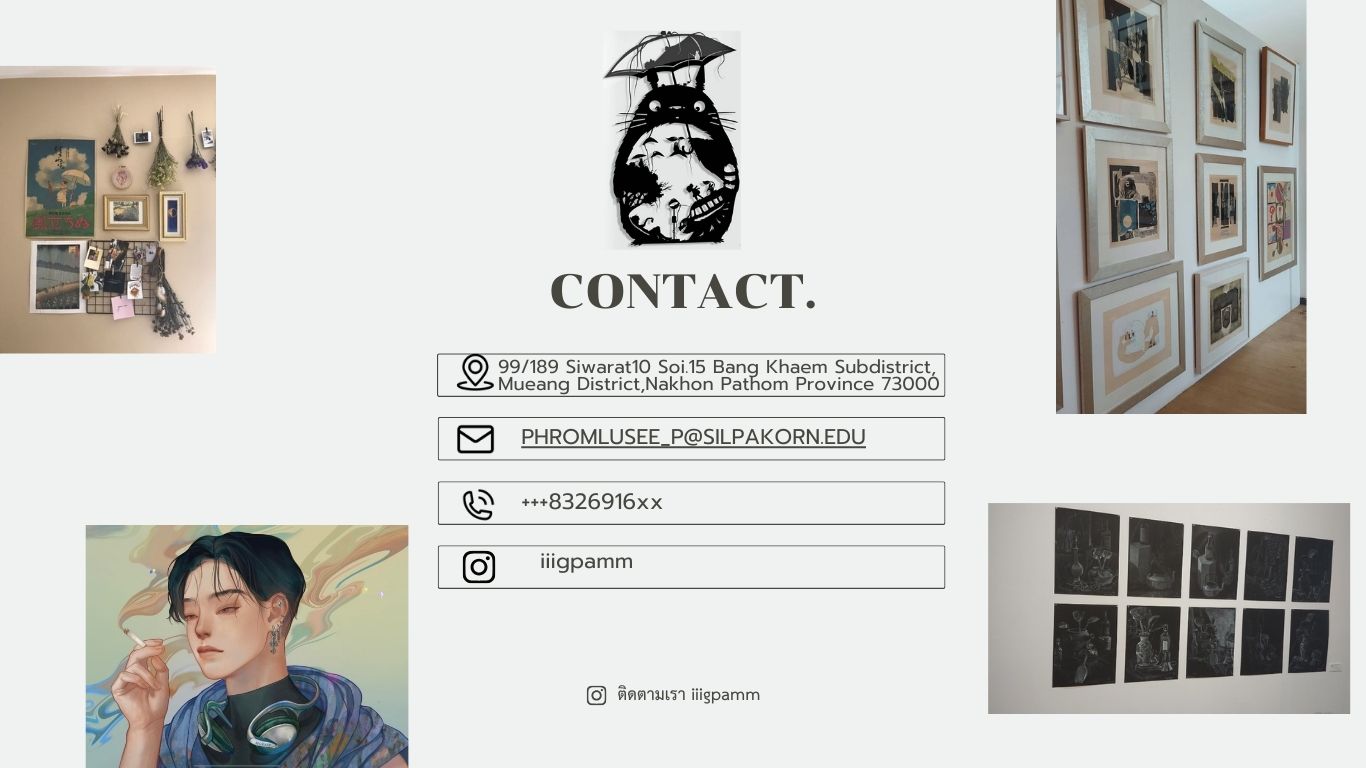 CONTACT.
99/189 Siwarat10 Soi.15 Bang Khaem Subdistrict,
Mueang District,Nakhon Pathom Province 73000
PHROMLUSEE_P@SILPAKORN.EDU
+++8326916xx
iiigpamm
ติดตามเรา iiigpamm